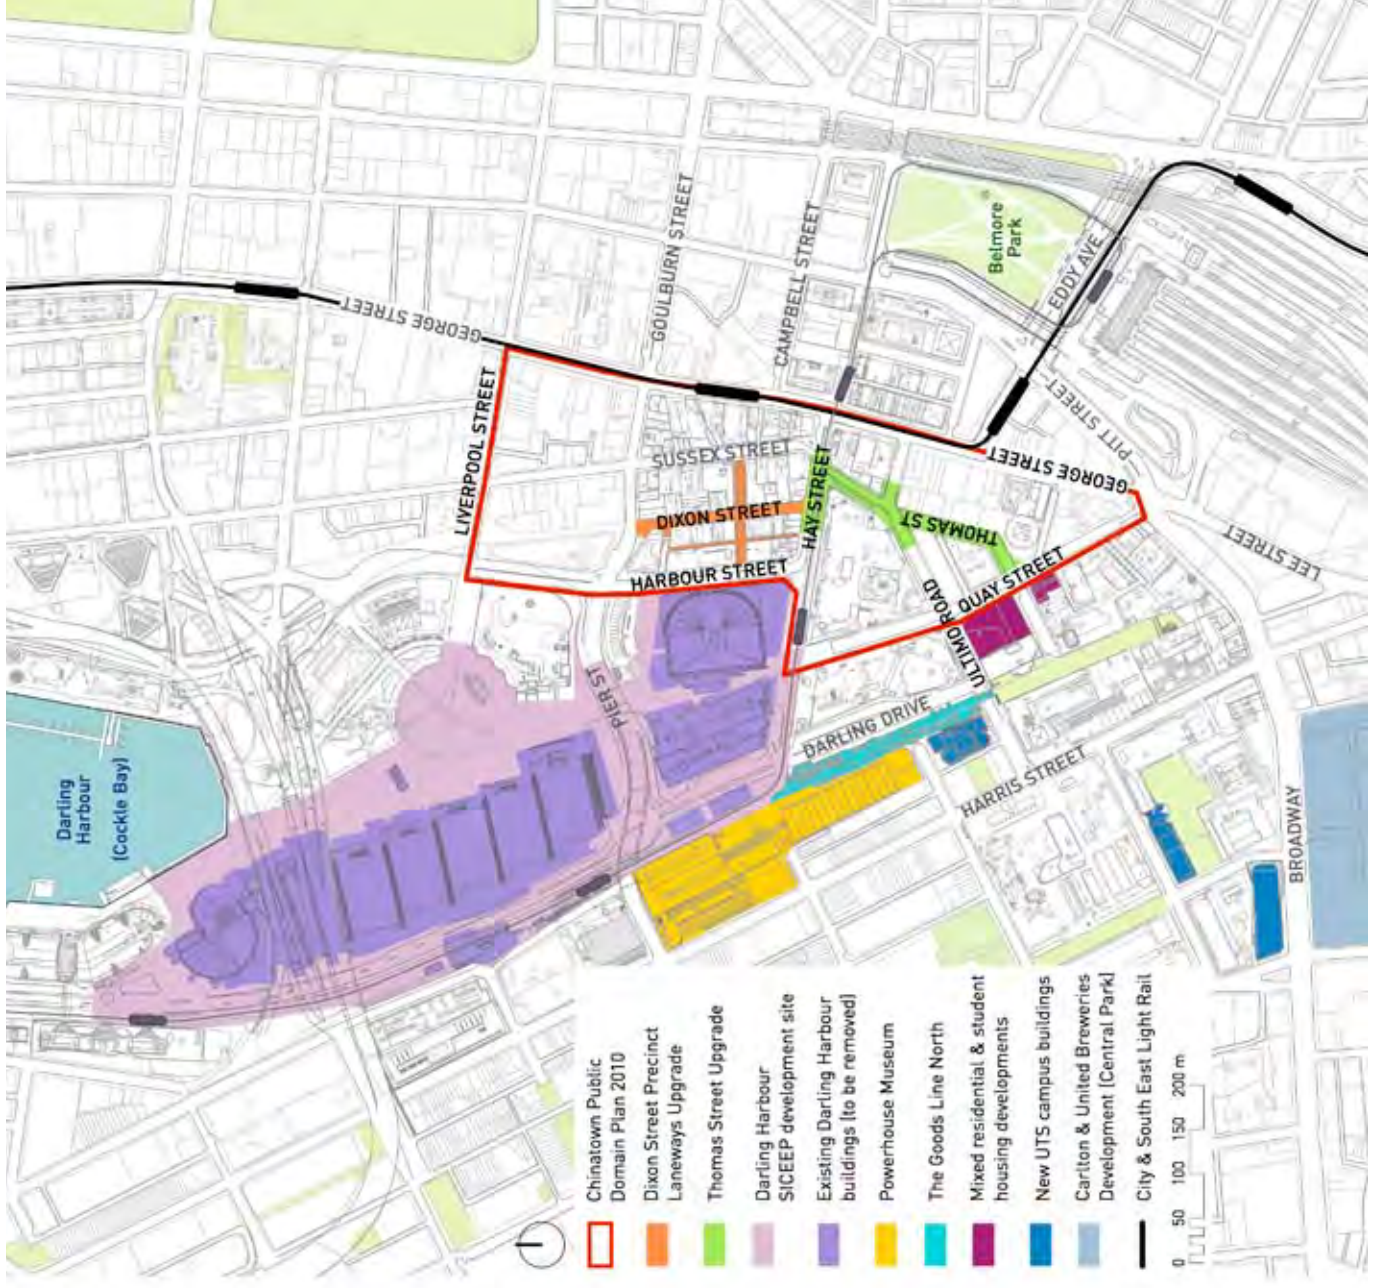 Darling
Harbour
(Cockle Bay)
Belmore
Park
GEORGE STREET
GOULBURN STREET
CAMPBELL STREET
EDDY AVE
LIVERPOOL STREET
SUSSEX STREET
DIXON STREET
HAY STREET
HARBOUR STREET
THOMAS ST
GEORGE STREET
PITT STREET
LEE STREET
QUAY STREET
ULTIMO ROAD
PIER ST
DARLING DRIVE
HARRIS STREET
BROADWAY
Chinatown Public
Domain Plan 2010
Dixon Street Precinct
Laneways Upgrade
Thomas Street Upgrade
Darling Harbour
SICEEP development site
Existing Darling Harbour
buildings (to be removed)
Powerhouse Museum
The Goods Line North
Mixed residential & student
housing developments
New UTS campus buildings
Carlton & United Breweries
Development (Central Park)
City & South East Light Rail
0 50 100 150 200 m